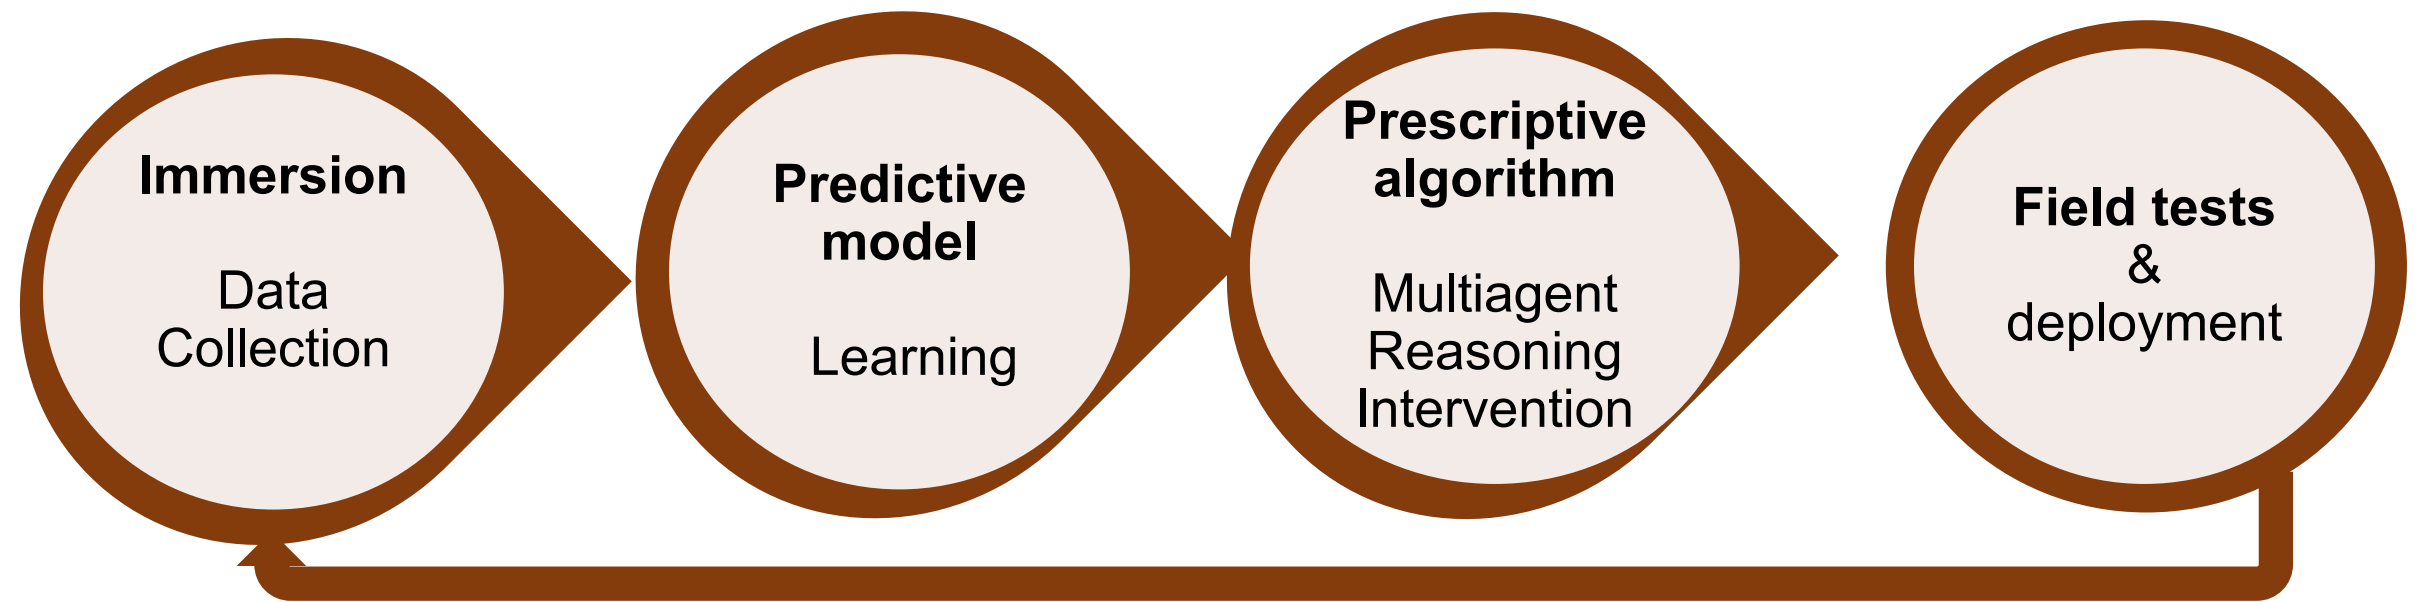 Immersion
Data
Collection
Predictive
model
Learning
Prescriptive
algorithm
Multiagent
Reasoning
Intervention
Field tests
&
deployment